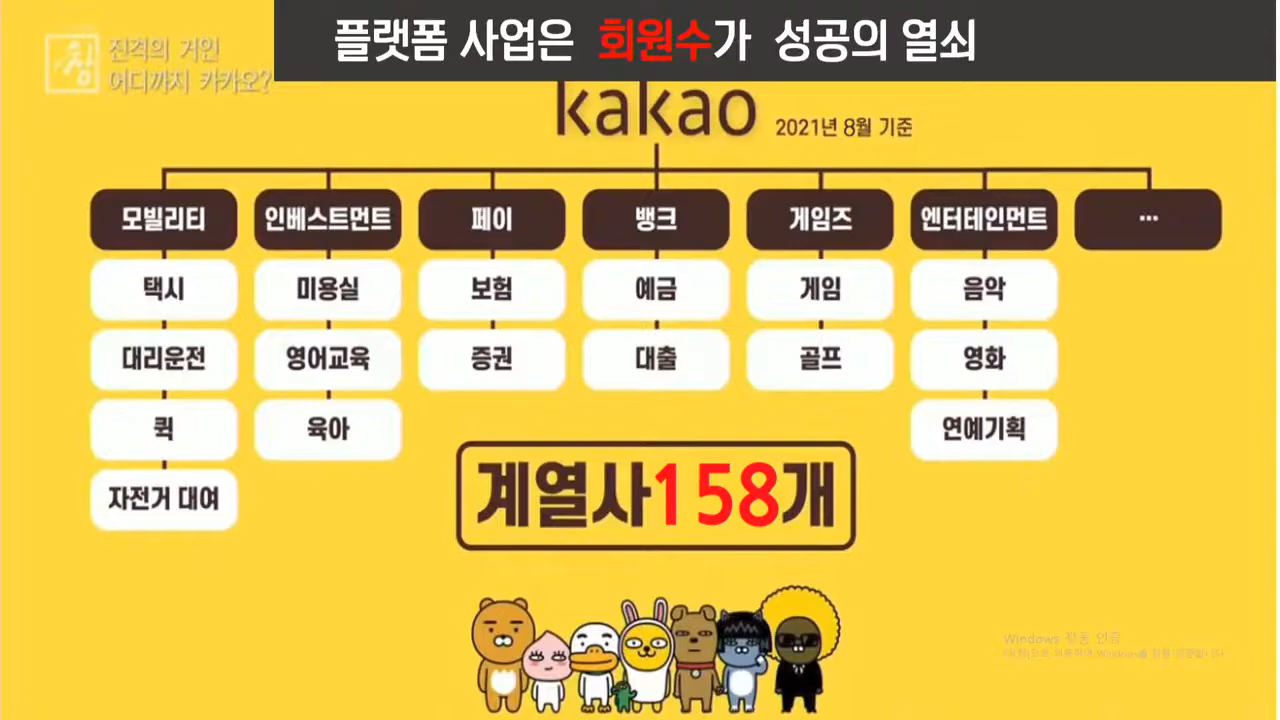 플랫폼 사업은 회원수가 성공의 열쇠
창 진격의 거인
어디까지 카카오?
kakao 2021년 8월 기준
모빌리티 인베스트먼트 페이 뱅크 게임즈 엔터테인먼트 ...
택시 미용실 보험 예금 게임 음악
대리운전 영어교육 증권 대출 골프 영화
퀵 육아 연예기획
자전거 대여
계열사158개
Windows 정품 인증